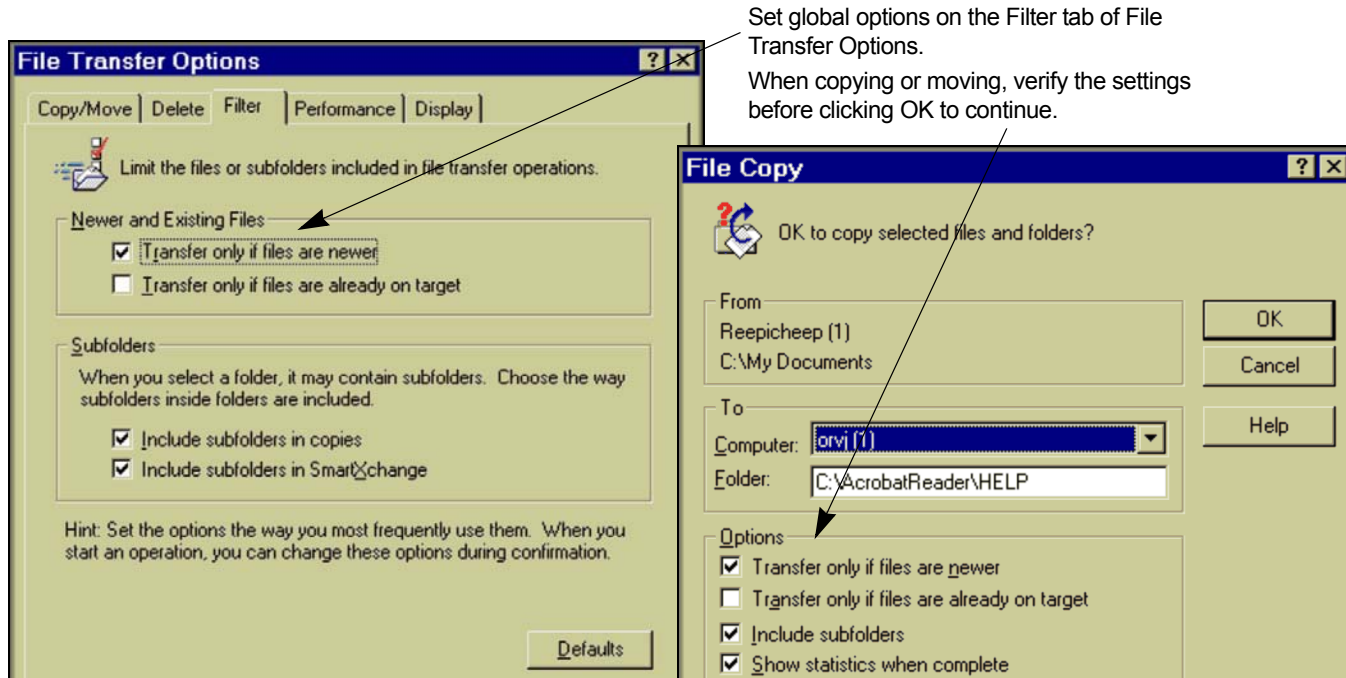 Set global options on the Filter tab of File
Transfer Options.
When copying or moving, verify the settings
before clicking OK to continue.
File Transfer Options
Copy/Move Delete Filter Performance Display
Limit the files or subfolders included in file transfer operations.
Newer and Existing Files
Transfer only if files are newer
Transfer only if files are already on target
Subfolders
When you select a folder, it may contain subfolders. Choose the way
subfolders inside folders are included.
Include subfolders in copies
Include subfolders in SmartXchange
Hint: Set the options the way you most frequently use them. When you
start an operation, you can change these options during confirmation.
Defaults
File Copy
OK to copy selected files and folders?
From
Reepicheep (1)
C:\My Documents
To
Computer: orvj (1)
Folder: C:\AcrobatReader\HELP
Options
Transfer only if files are newer
Transfer only if files are already on target
Include subfolders
Show statistics when complete
OK
Cancel
Help